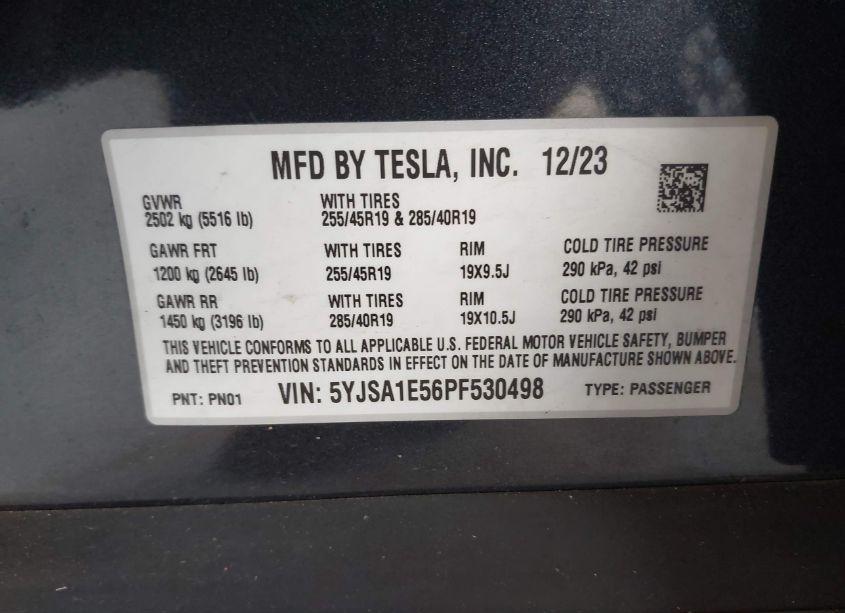 MFD BY TESLA, INC. 12/23
GVWR WITH TIRES
2502 kg (5516 lb) 255/45R19 & 285/40R19
GAWR FRT WITH TIRES RIM COLD TIRE PRESSURE
1200 kg (2645 lb) 255/45R19 19X9.5J 290 kPa, 42 psi
GAWR RR WITH TIRES RIM COLD TIRE PRESSURE
1450 kg (3196 lb) 285/40R19 19X10.5J 290 kPa, 42 psi
THIS VEHICLE CONFORMS TO ALL APPLICABLE U.S. FEDERAL MOTOR VEHICLE SAFETY, BUMPER
AND THEFT PREVENTION STANDARDS IN EFFECT ON THE DATE OF MANUFACTURE SHOWN ABOVE.
PNT: PN01 VIN: 5YJSA1E56PF530498 TYPE: PASSENGER